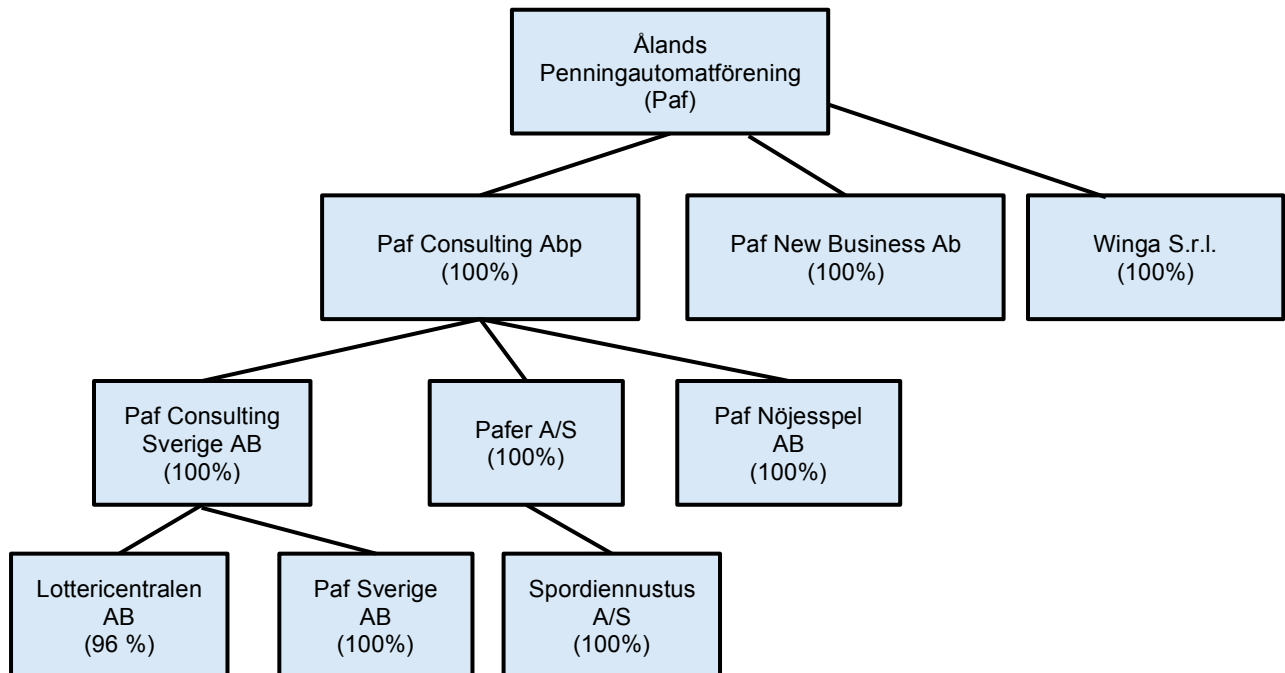 Ålands
Penningautomatförening
(Paf)
Paf Consulting Abp
(100%)
Paf New Business Ab
(100%)
Winga S.r.l.
(100%)
Paf Consulting
Sverige AB
(100%)
Pafer A/S
(100%)
Paf Nöjesspel
AB
(100%)
Lottericentralen
AB
(96 %)
Paf Sverige
AB
(100%)
Spordiennustus
A/S
(100%)